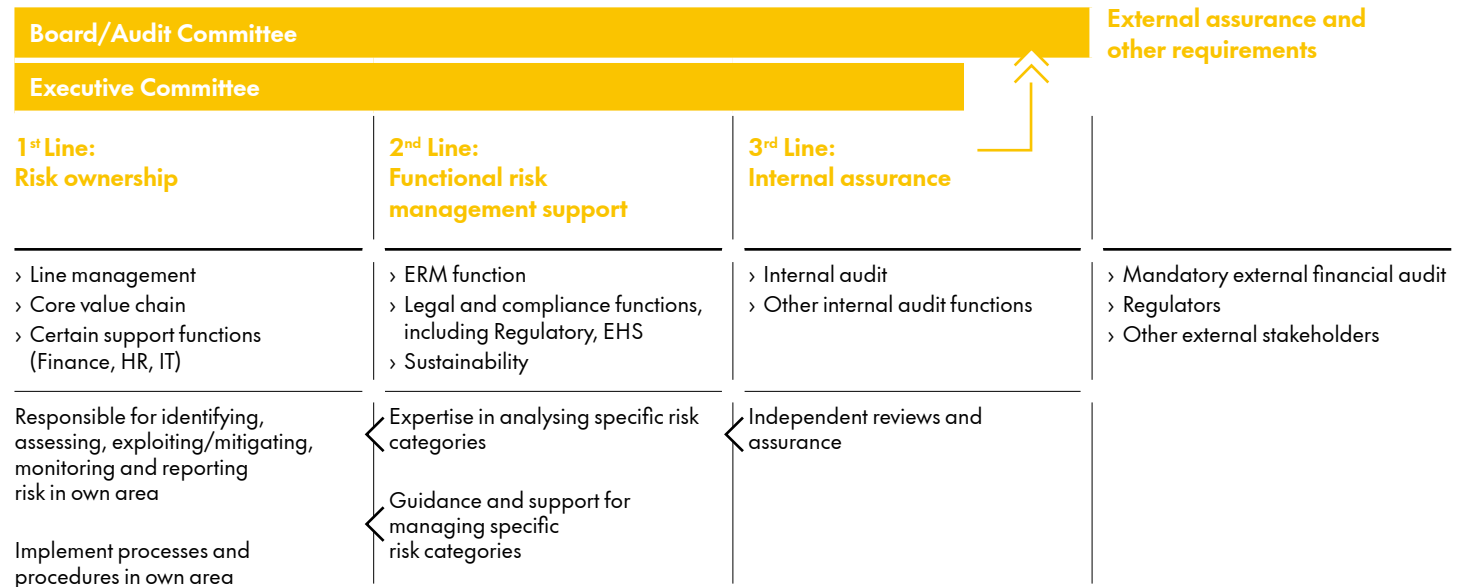 Board/Audit Committee
External assurance and
other requirements
Executive Committee
1st Line:
Risk ownership
2nd Line:
Functional risk
management support
3rd Line:
Internal assurance
› Line management
› Core value chain
› Certain support functions
(Finance, HR, IT)
› ERM function
› Legal and compliance functions,
including Regulatory, EHS
› Sustainability
› Internal audit
› Other internal audit functions
› Mandatory external financial audit
› Regulators
› Other external stakeholders
Responsible for identifying,
assessing, exploiting/mitigating,
monitoring and reporting
risk in own area
Implement processes and
procedures in own area
Expertise in analysing specific risk
categories
Guidance and support for
managing specific
risk categories
Independent reviews and
assurance